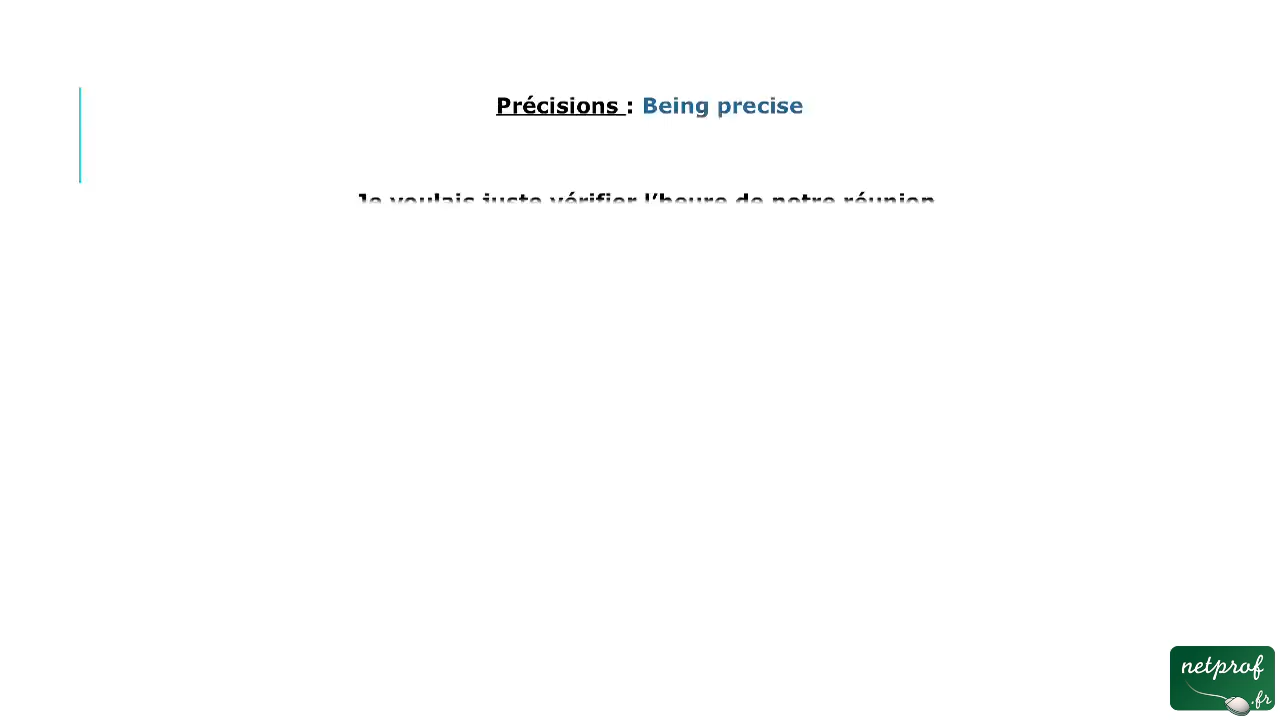 Précisions : Being precise
Je voulais juste vérifier l’heure de notre réunion
netprof
.fr